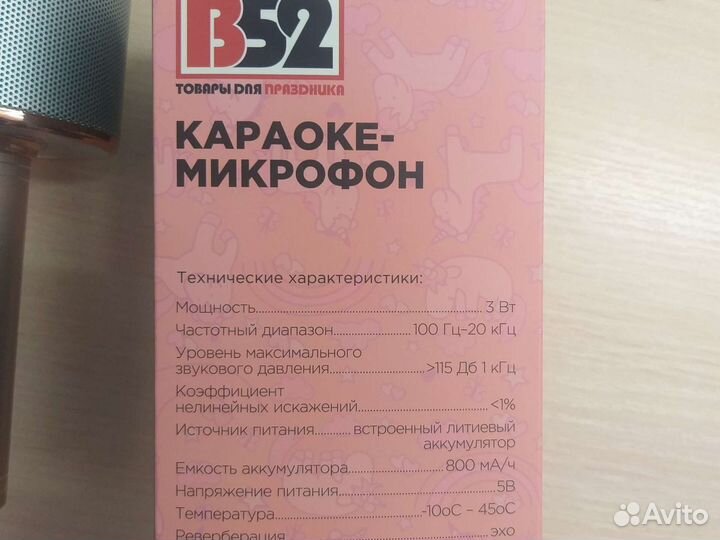 B52
ТОВАРЫ ДЛЯ ПРАЗДНИКА
КАРАОКЕ-
МИКРОФОН
Технические характеристики:
Мощность.................3 Вт
Частотный диапазон.................100 Гц–20 кГц
Уровень максимального
звукового давления.................>115 Дб 1 кГц
Коэффициент
нелинейных искажений.................<1%
Источник питания.........встроенный литиевый
аккумулятор
Емкость аккумулятора.................800 мА/ч
Напряжение питания.................5В
Температура.................-10оС – 45оС
Реверберация.................эхо
Avito